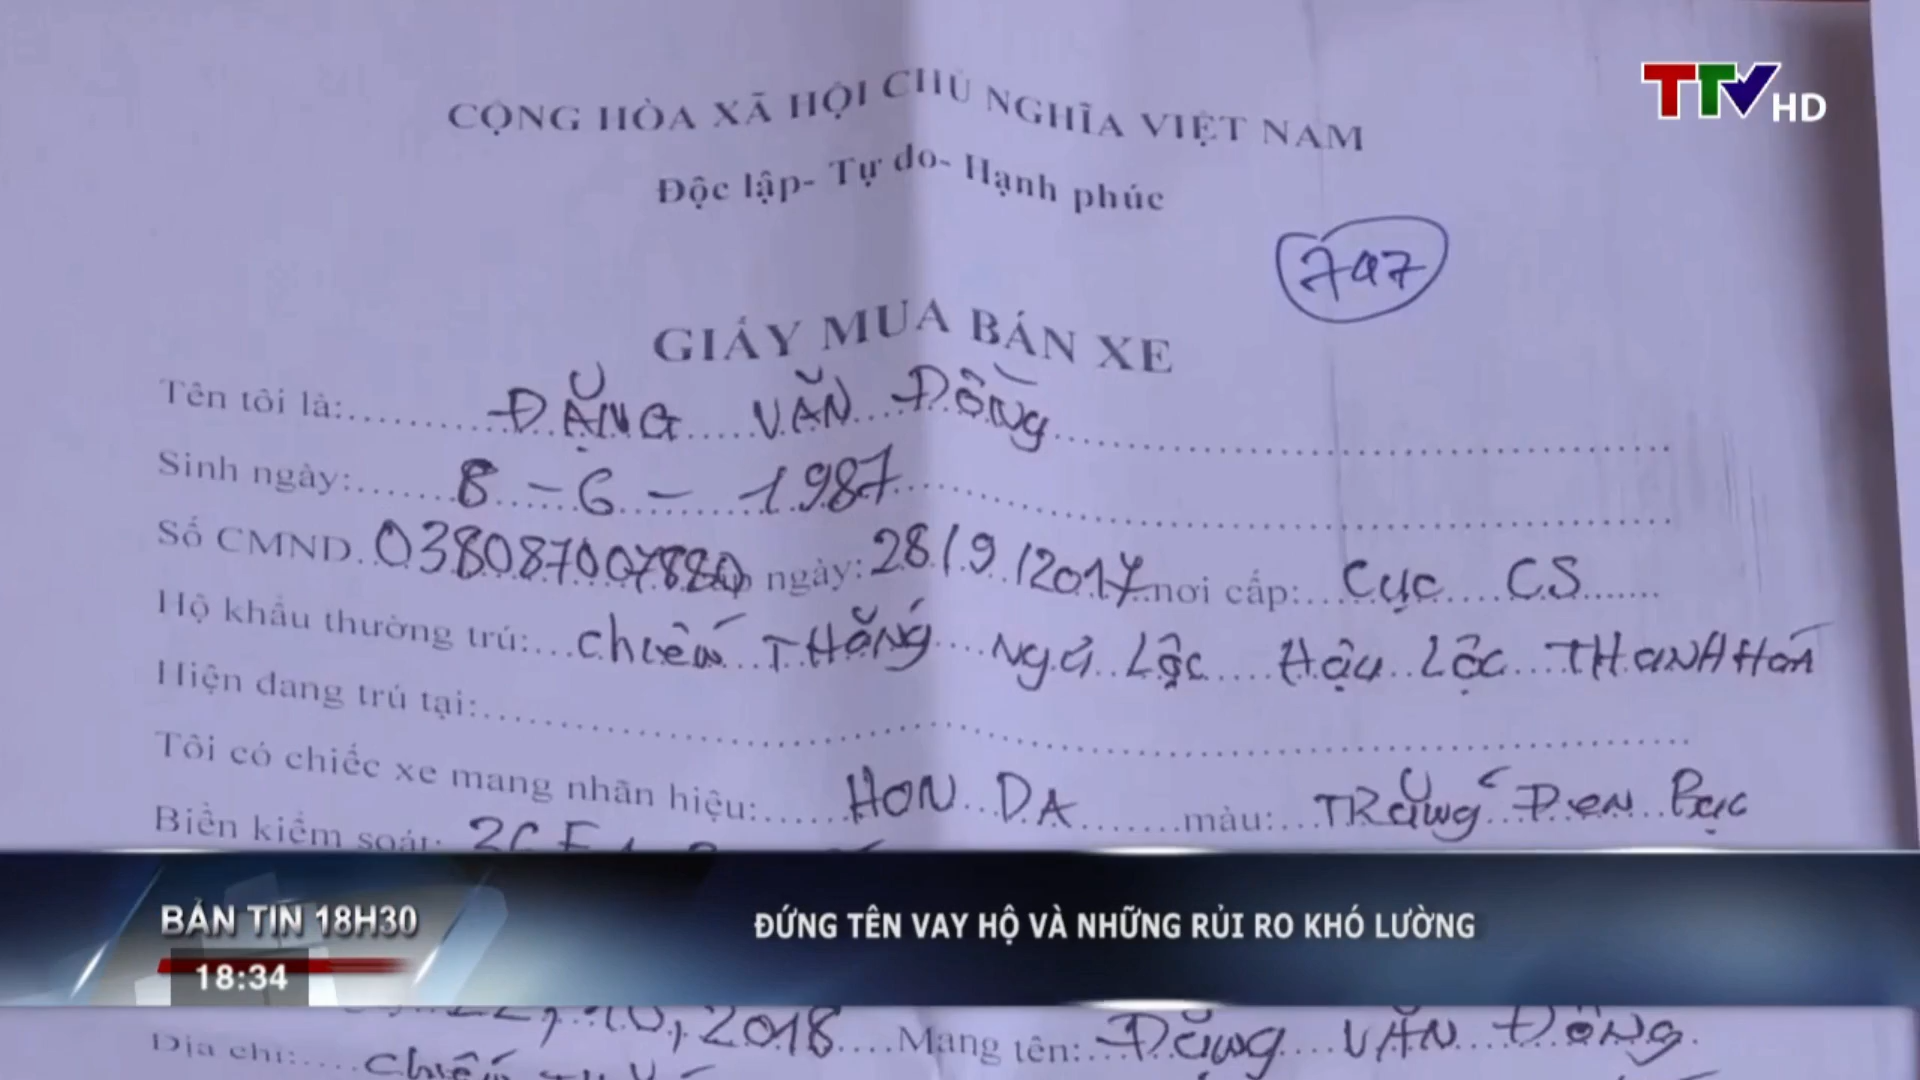 TTV HD
CỘNG HÒA XÃ HỘI CHỦ NGHĨA VIỆT NAM
Độc lập- Tự do- Hạnh phúc
747
GIẤY MUA BÁN XE
Tên tôi là: ĐẶNG VĂN ĐỒNG
Sinh ngày: 8 - 6 - 1987
Số CMND. 038087007880 ngày: 28/9/2017 nơi cấp: Cục CS
Hộ khẩu thường trú: Chiến THắng Ngư Lộc Hậu Lộc THANH HÓA
Hiện đang trú tại:
Tôi có chiếc xe mang nhãn hiệu: HON DA màu: TRắng Đen Bạc
Biển kiểm soát:
BẢN TIN 18H30
ĐỨNG TÊN VAY HỘ VÀ NHỮNG RỦI RO KHÓ LƯỜNG
18:34
2018 Mang tên: Đặng VĂN Đồng
Địa chỉ: Chiến